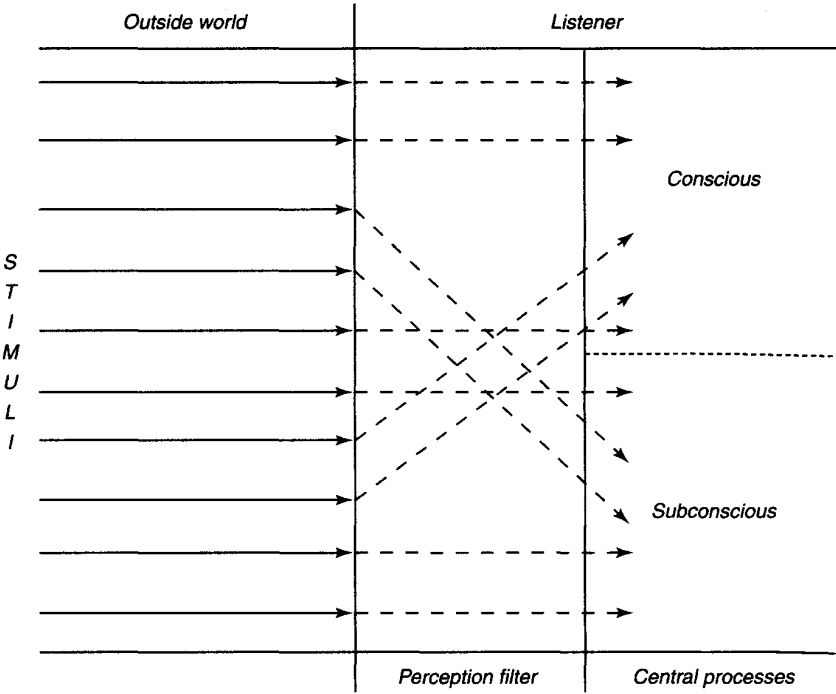 Outside world
Listener
Conscious
S
T
I
M
U
L
I
Subconscious
Perception filter
Central processes